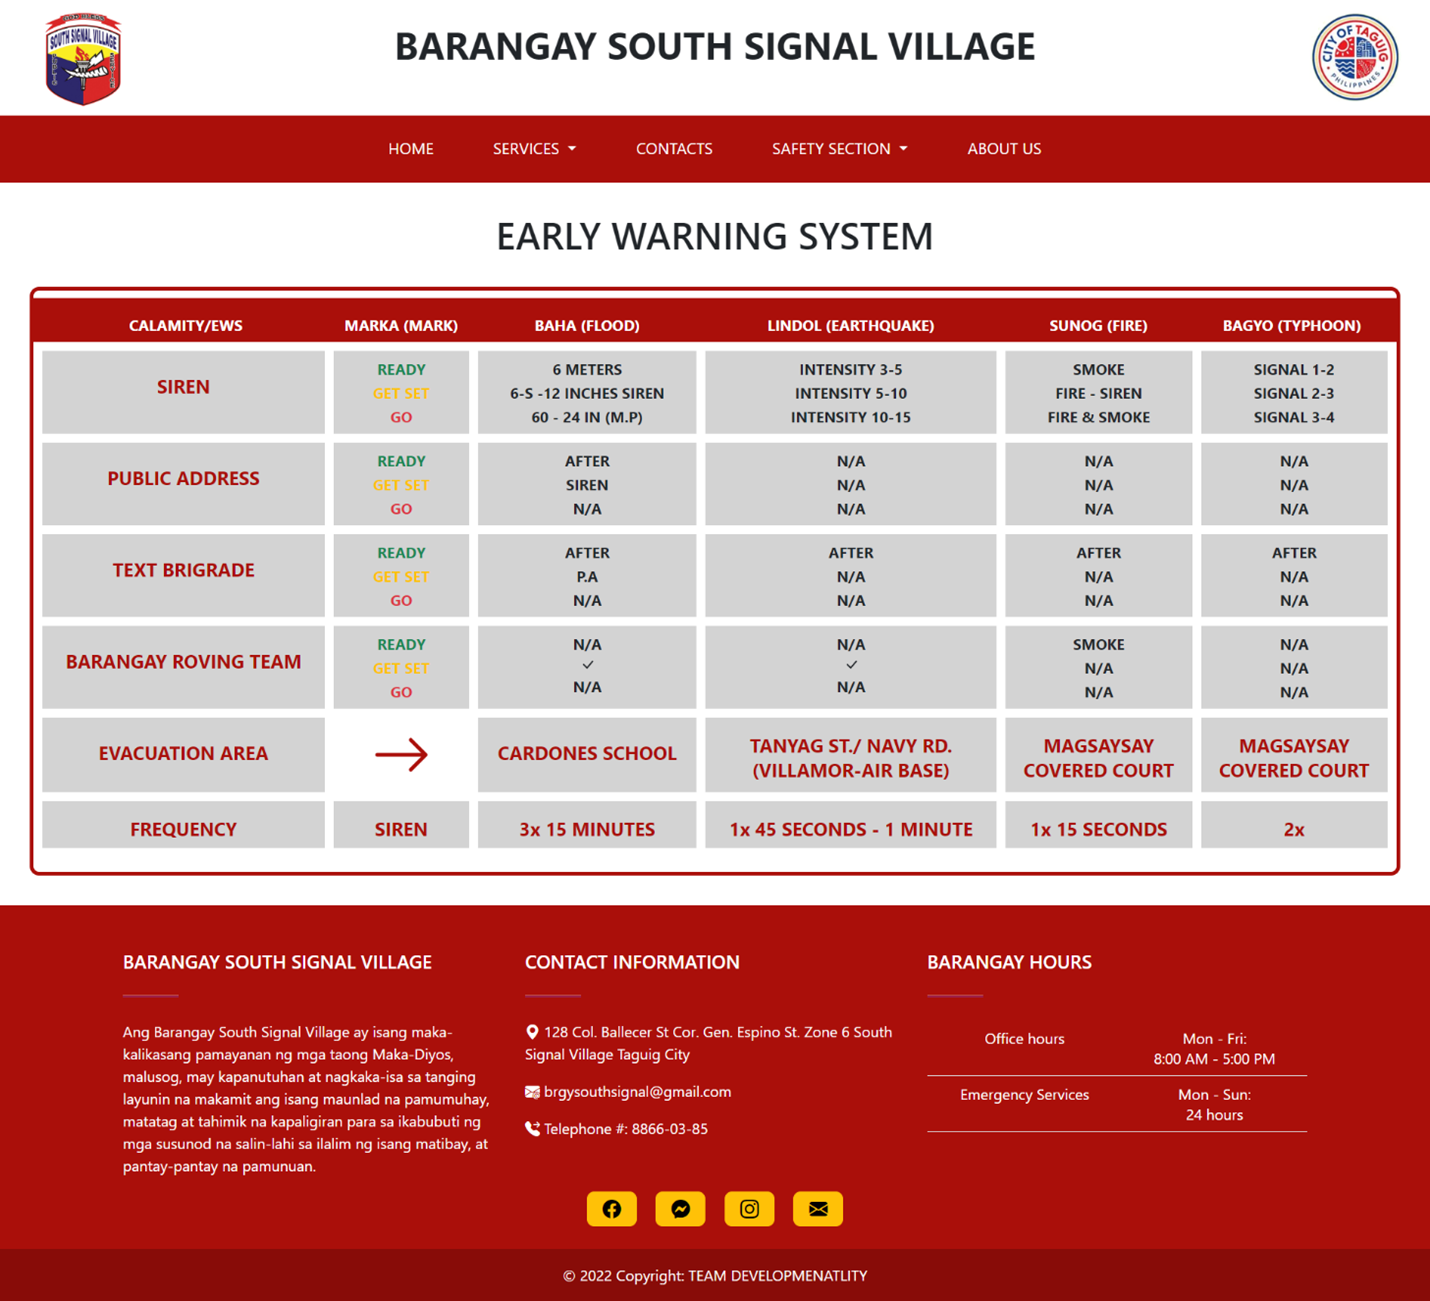 SOUTH SIGNAL VILLAGE
BARANGAY SOUTH SIGNAL VILLAGE
CITY OF TAGUIG
PHILIPPINES
HOME SERVICES CONTACTS SAFETY SECTION ABOUT US
EARLY WARNING SYSTEM
CALAMITY/EWS MARKA (MARK) BAHA (FLOOD) LINDOL (EARTHQUAKE) SUNOG (FIRE) BAGYO (TYPHOON)
SIREN
READY 6 METERS INTENSITY 3-5 SMOKE SIGNAL 1-2
GET SET 6-S -12 INCHES SIREN INTENSITY 5-10 FIRE - SIREN SIGNAL 2-3
GO 60 - 24 IN (M.P) INTENSITY 10-15 FIRE & SMOKE SIGNAL 3-4
PUBLIC ADDRESS
READY AFTER N/A N/A N/A
GET SET SIREN N/A N/A N/A
GO N/A N/A N/A N/A
TEXT BRIGRADE
READY AFTER AFTER AFTER AFTER
GET SET P.A N/A N/A N/A
GO N/A N/A N/A N/A
BARANGAY ROVING TEAM
READY N/A N/A SMOKE N/A
GET SET ✓ ✓ N/A N/A
GO N/A N/A N/A N/A
EVACUATION AREA → CARDONES SCHOOL
TANYAG ST./ NAVY RD.
(VILLAMOR-AIR BASE)
MAGSAYSAY
COVERED COURT
MAGSAYSAY
COVERED COURT
FREQUENCY SIREN 3x 15 MINUTES 1x 45 SECONDS - 1 MINUTE 1x 15 SECONDS 2x
BARANGAY SOUTH SIGNAL VILLAGE
Ang Barangay South Signal Village ay isang maka-
kalikasang pamayanan ng mga taong Maka-Diyos,
malusog, may kapanutuhan at nagkaka-isa sa tanging
layunin na makamit ang isang maunlad na pamumuhay,
matatag at tahimik na kapaligiran para sa ikabubuti ng
mga susunod na salin-lahi sa ilalim ng isang matibay, at
pantay-pantay na pamunuan.
CONTACT INFORMATION
128 Col. Ballecer St Cor. Gen. Espino St. Zone 6 South
Signal Village Taguig City
brgysouthsignal@gmail.com
Telephone #: 8866-03-85
BARANGAY HOURS
Office hours Mon - Fri:
8:00 AM - 5:00 PM
Emergency Services Mon - Sun:
24 hours
© 2022 Copyright: TEAM DEVELOPMENATLITY